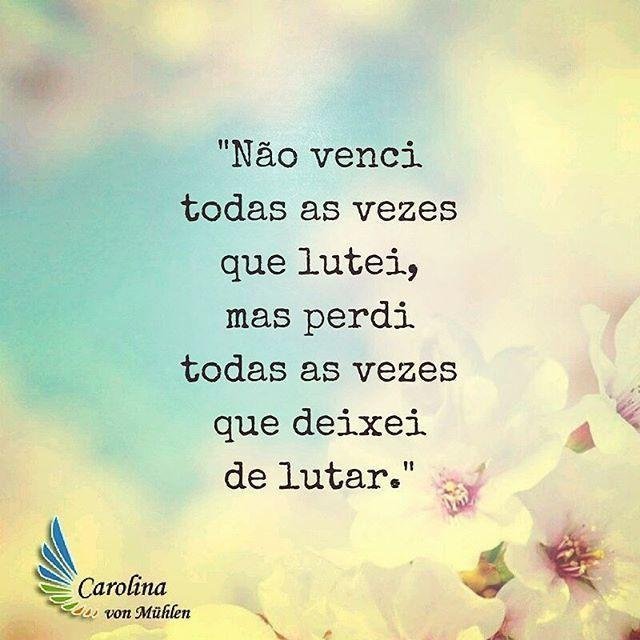 "Não venci
todas as vezes
que lutei,
mas perdi
todas as vezes
que deixei
de lutar."
Carolina
von Mühlen